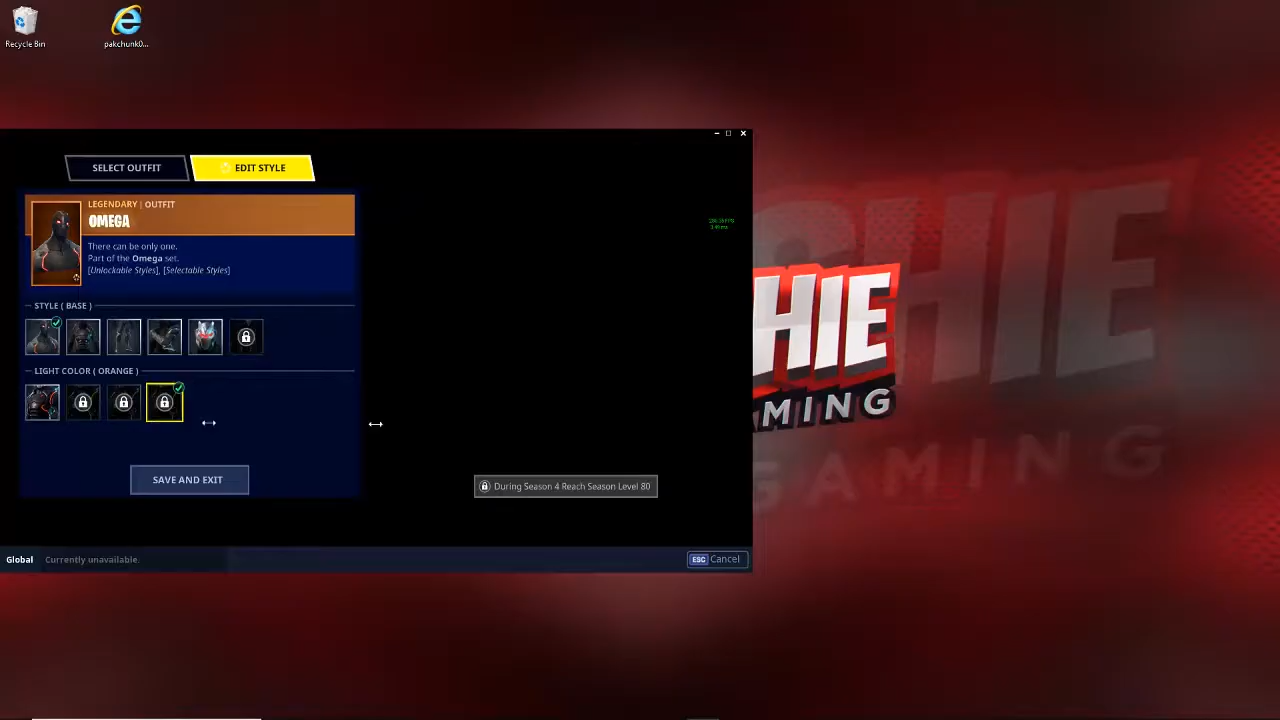 Recycle Bin
pakchunk0...
SELECT OUTFIT
EDIT STYLE
LEGENDARY | OUTFIT
OMEGA
There can be only one.
Part of the Omega set.
[Unlockable Styles], [Selectable Styles]
STYLE ( BASE )
LIGHT COLOR ( ORANGE )
SAVE AND EXIT
During Season 4 Reach Season Level 80
Global
Currently unavailable.
ESC Cancel
CHIE
HIE
AMING
GAMING